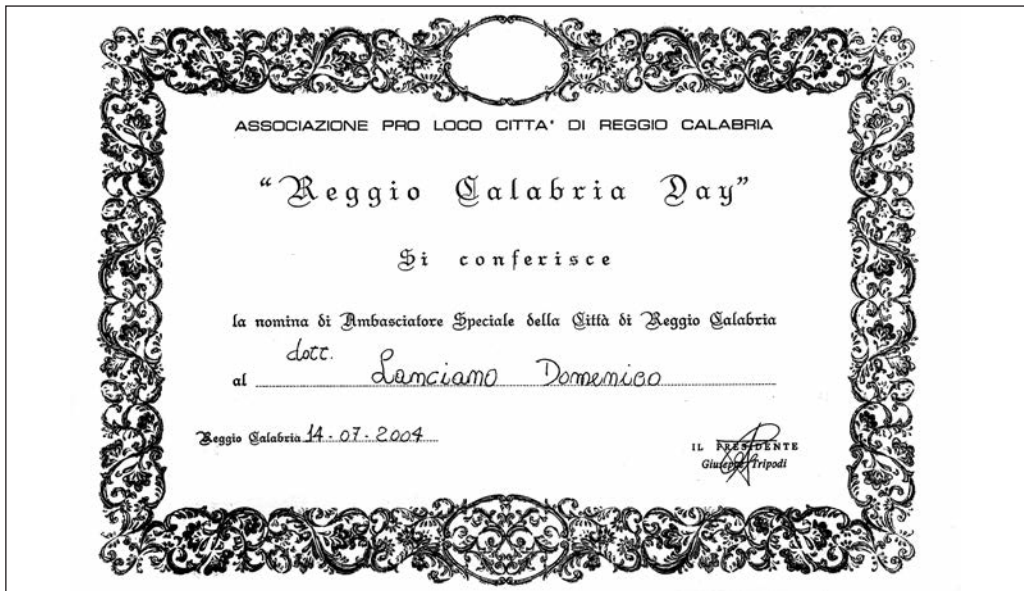 ASSOCIAZIONE PRO LOCO CITTA' DI REGGIO CALABRIA
“Reggio Calabria Day”
Si conferisce
la nomina di Ambasciatore Speciale della Città di Reggio Calabria
dott.
al Lanciano Domenico
Reggio Calabria 14-07-2004
IL PRESIDENTE
Giuseppe Tripodi